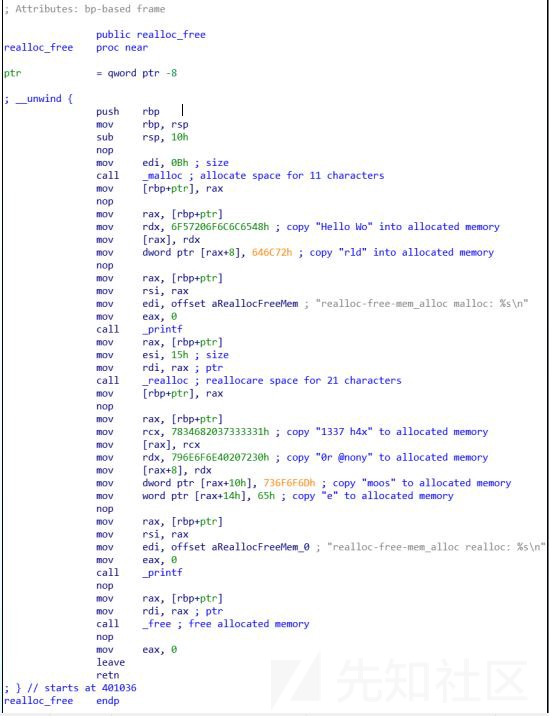 ; Attributes: bp-based frame
public realloc_free
realloc_free proc near
ptr = qword ptr -8
; __unwind {
push rbp
mov rbp, rsp
sub rsp, 10h
nop
mov edi, 0Bh ; size
call _malloc ; allocate space for 11 characters
mov [rbp+ptr], rax
nop
mov rax, [rbp+ptr]
mov rdx, 6F57206F6C6C6548h ; copy "Hello Wo" into allocated memory
mov [rax], rdx
mov dword ptr [rax+8], 646C72h ; copy "rld" into allocated memory
nop
mov rax, [rbp+ptr]
mov rsi, rax
mov edi, offset aReallocFreeMem ; "realloc-free-mem_alloc malloc: %s\n"
mov eax, 0
call _printf
mov rax, [rbp+ptr]
mov esi, 15h ; size
mov rdi, rax ; ptr
call _realloc ; reallocare space for 21 characters
mov [rbp+ptr], rax
nop
mov rax, [rbp+ptr]
mov rcx, 7834682037333331h ; copy "1337 h4x" to allocated memory
mov [rax], rcx
mov rdx, 796E6F6E40207230h ; copy "0r @nony" to allocated memory
mov [rax+8], rdx
mov dword ptr [rax+10h], 736F6F6Dh ; copy "moos" to allocated memory
mov word ptr [rax+14h], 65h ; copy "e" to allocated memory
nop
mov rax, [rbp+ptr]
mov rsi, rax
mov edi, offset aReallocFreeMem_0 ; "realloc-free-mem_alloc realloc: %s\n"
mov eax, 0
call _printf
nop
mov rax, [rbp+ptr]
mov rdi, rax ; ptr
call _free ; free allocated memory
nop
mov eax, 0
leave
retn
; } // starts at 401036
realloc_free endp
先知社区